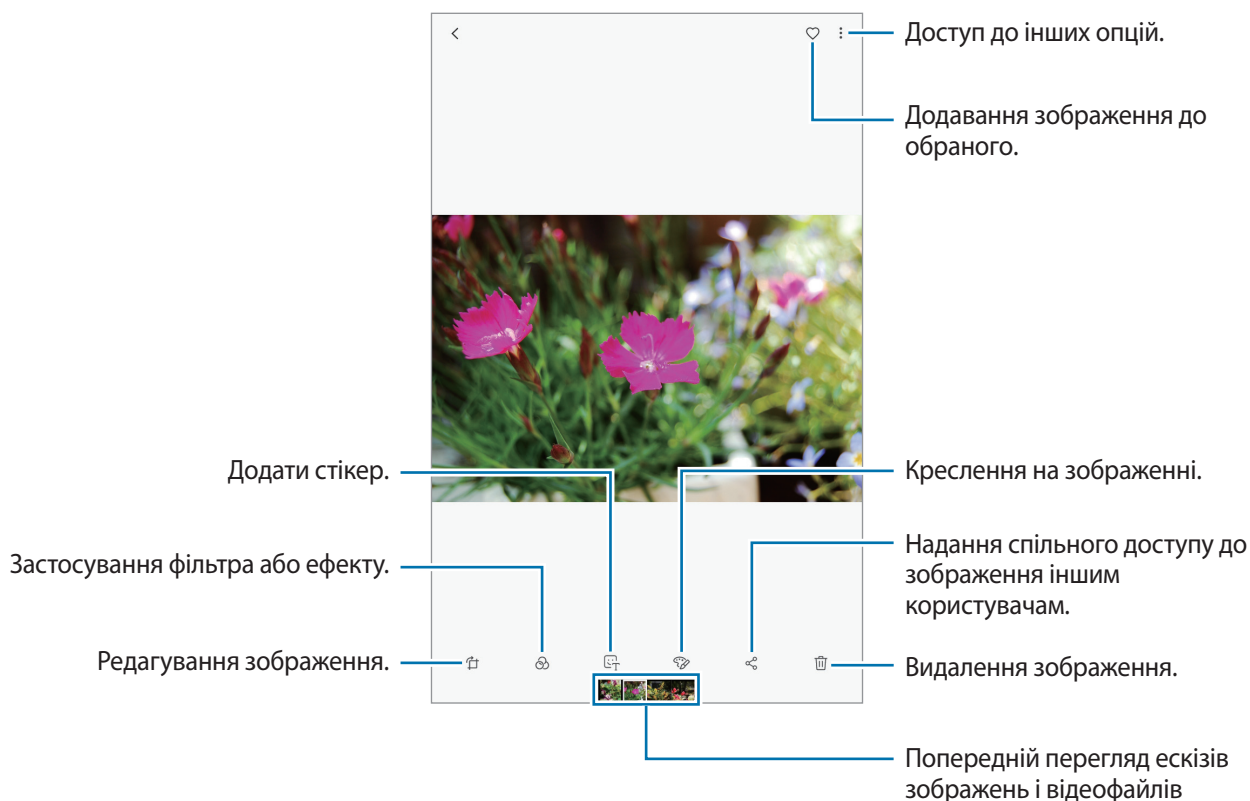 Доступ до інших опцій.
Додавання зображення до
обраного.
Додати стікер.
Креслення на зображенні.
Застосування фільтра або ефекту.
Надання спільного доступу до
зображення іншим
користувачам.
Редагування зображення.
Видалення зображення.
Попередній перегляд ескізів
зображень і відеофайлів